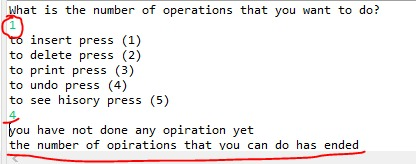 What is the number of operations that you want to do?
1
to insert press (1)
to delete press (2)
to print press (3)
to undo press (4)
to see hisory press (5)
4
you have not done any opiration yet
the number of opirations that you can do has ended